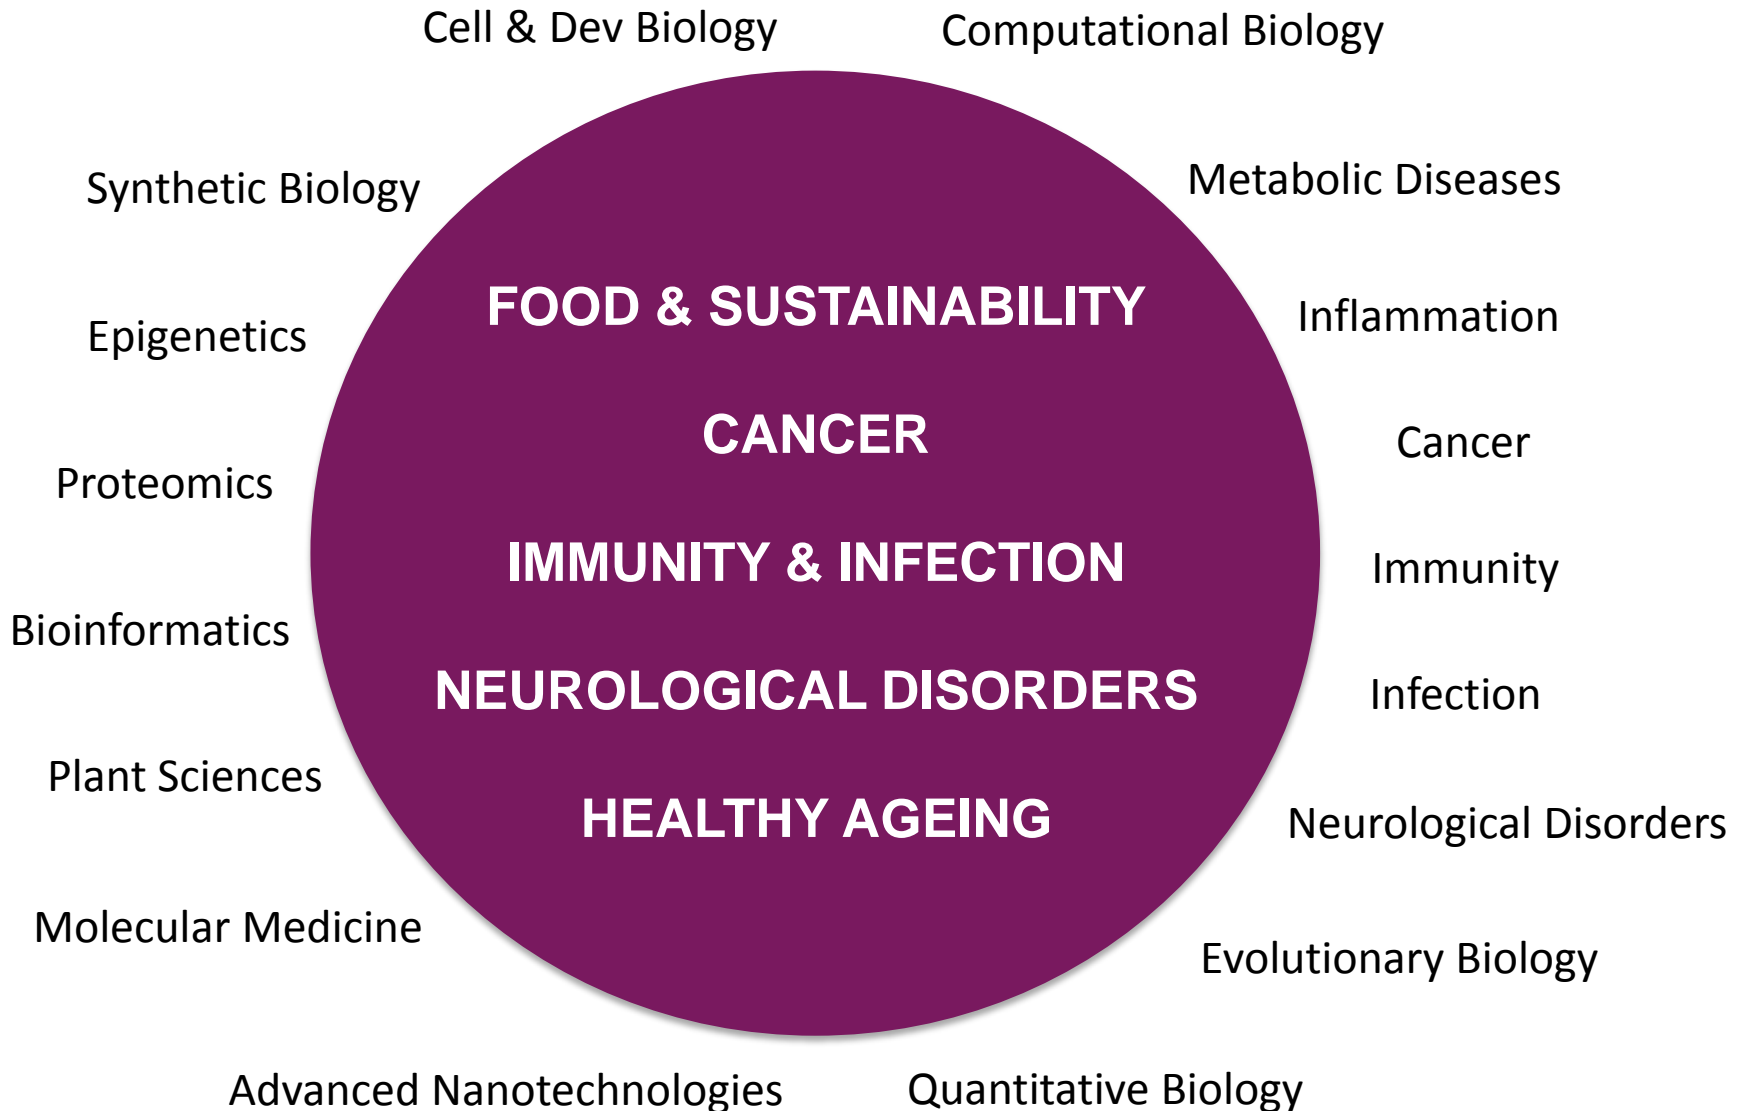 Cell & Dev Biology
Computational Biology
Synthetic Biology
Metabolic Diseases
FOOD & SUSTAINABILITY
Epigenetics
Inflammation
CANCER
Cancer
Proteomics
IMMUNITY & INFECTION
Immunity
Bioinformatics
NEUROLOGICAL DISORDERS
Infection
Plant Sciences
HEALTHY AGEING
Neurological Disorders
Molecular Medicine
Evolutionary Biology
Advanced Nanotechnologies
Quantitative Biology